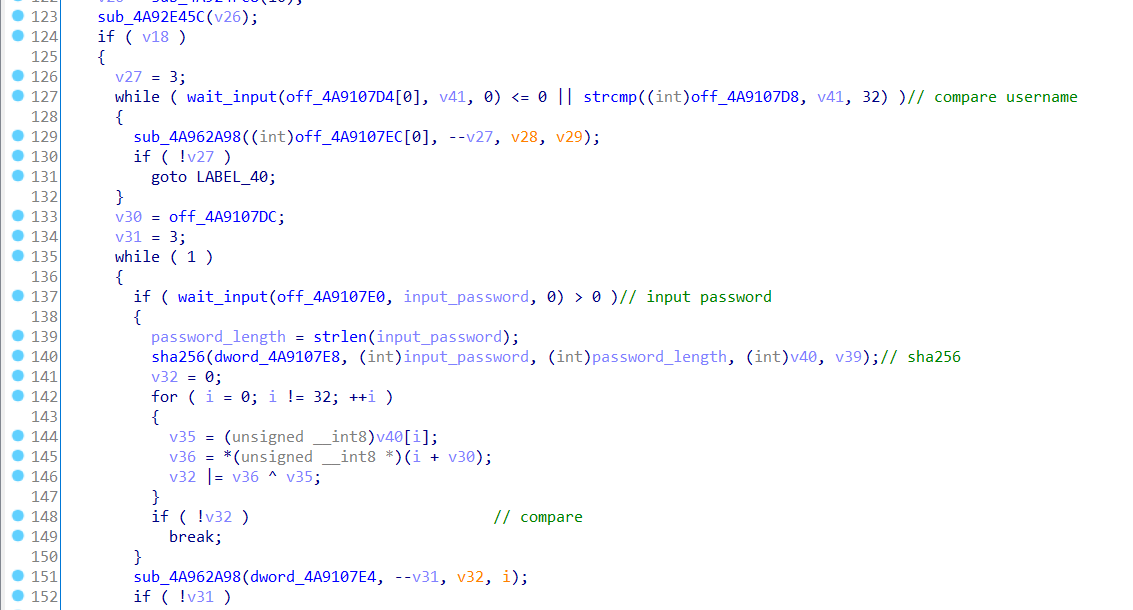 123 sub_4A92E45C(v26);
124 if ( v18 )
125 {
126 v27 = 3;
127 while ( wait_input(off_4A9107D4[0], v41, 0) <= 0 || strcmp((int)off_4A9107D8, v41, 32) )// compare username
128 {
129 sub_4A962A98((int)off_4A9107EC[0], --v27, v28, v29);
130 if ( !v27 )
131 goto LABEL_40;
132 }
133 v30 = off_4A9107DC;
134 v31 = 3;
135 while ( 1 )
136 {
137 if ( wait_input(off_4A9107E0, input_password, 0) > 0 )// input password
138 {
139 password_length = strlen(input_password);
140 sha256(dword_4A9107E8, (int)input_password, (int)password_length, (int)v40, v39);// sha256
141 v32 = 0;
142 for ( i = 0; i != 32; ++i )
143 {
144 v35 = (unsigned __int8)v40[i];
145 v36 = *(unsigned __int8 *)(i + v30);
146 v32 |= v36 ^ v35;
147 }
148 if ( !v32 ) // compare
149 break;
150 }
151 sub_4A962A98(dword_4A9107E4, --v31, v32, i);
152 if ( !v31 )